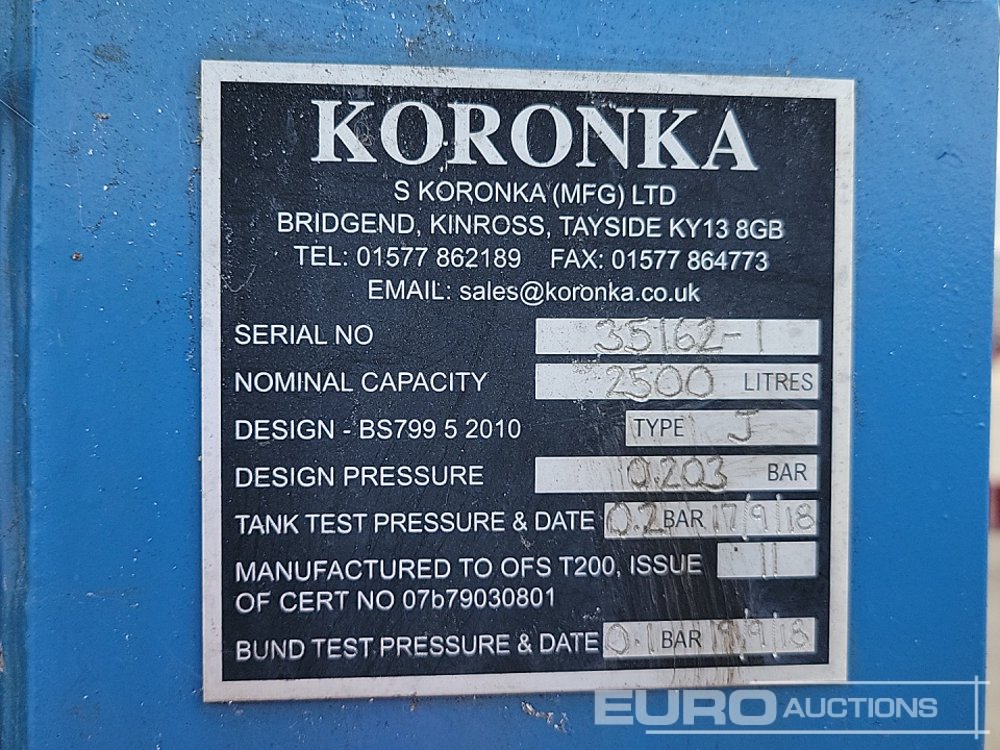 KORONKA
S KORONKA (MFG) LTD
BRIDGEND, KINROSS, TAYSIDE KY13 8GB
TEL: 01577 862189 FAX: 01577 864773
EMAIL: sales@koronka.co.uk
SERIAL NO 35162-1
NOMINAL CAPACITY 2500 LITRES
DESIGN - BS799 5 2010 TYPE J
DESIGN PRESSURE 0.203 BAR
TANK TEST PRESSURE & DATE 0.2 BAR 17/9/18
MANUFACTURED TO OFS T200, ISSUE 11
OF CERT NO 07b79030801
BUND TEST PRESSURE & DATE 0.1 BAR 19/9/18
EURO AUCTIONS